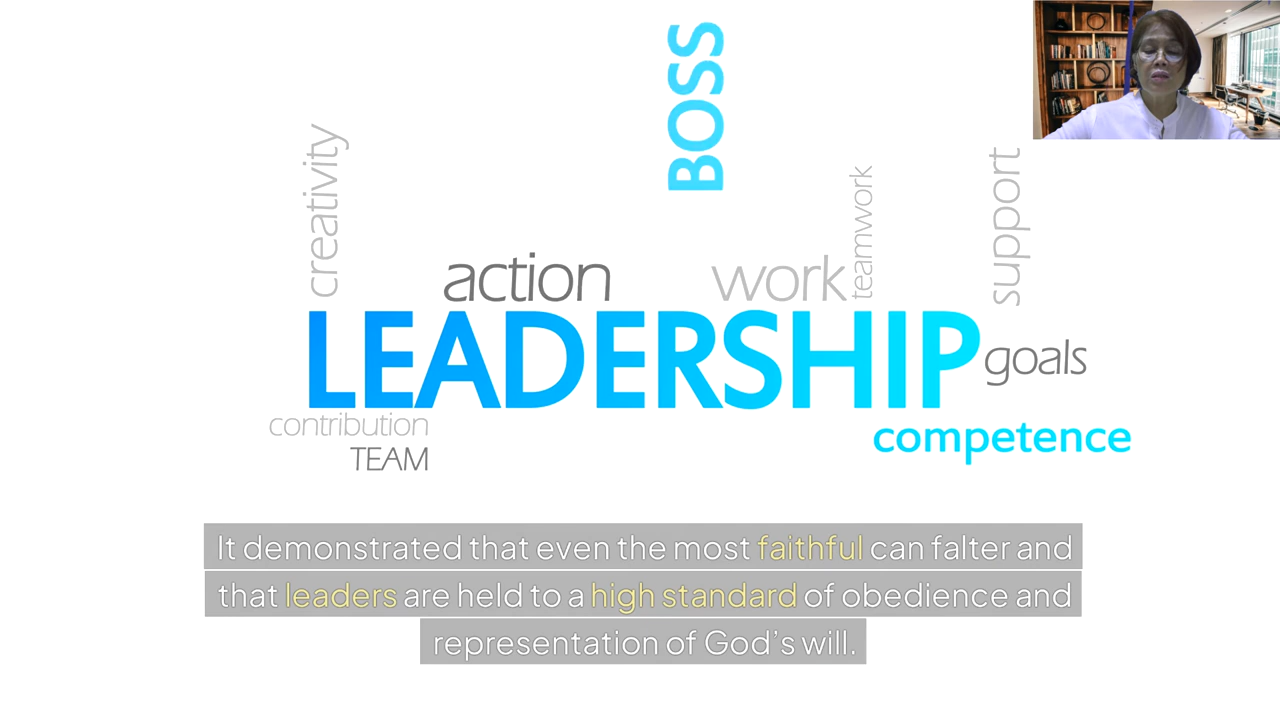 BOSS
creativity
teamwork
support
action
work
LEADERSHIP
goals
contribution
competence
TEAM
It demonstrated that even the most faithful can falter and
that leaders are held to a high standard of obedience and
representation of God's will.